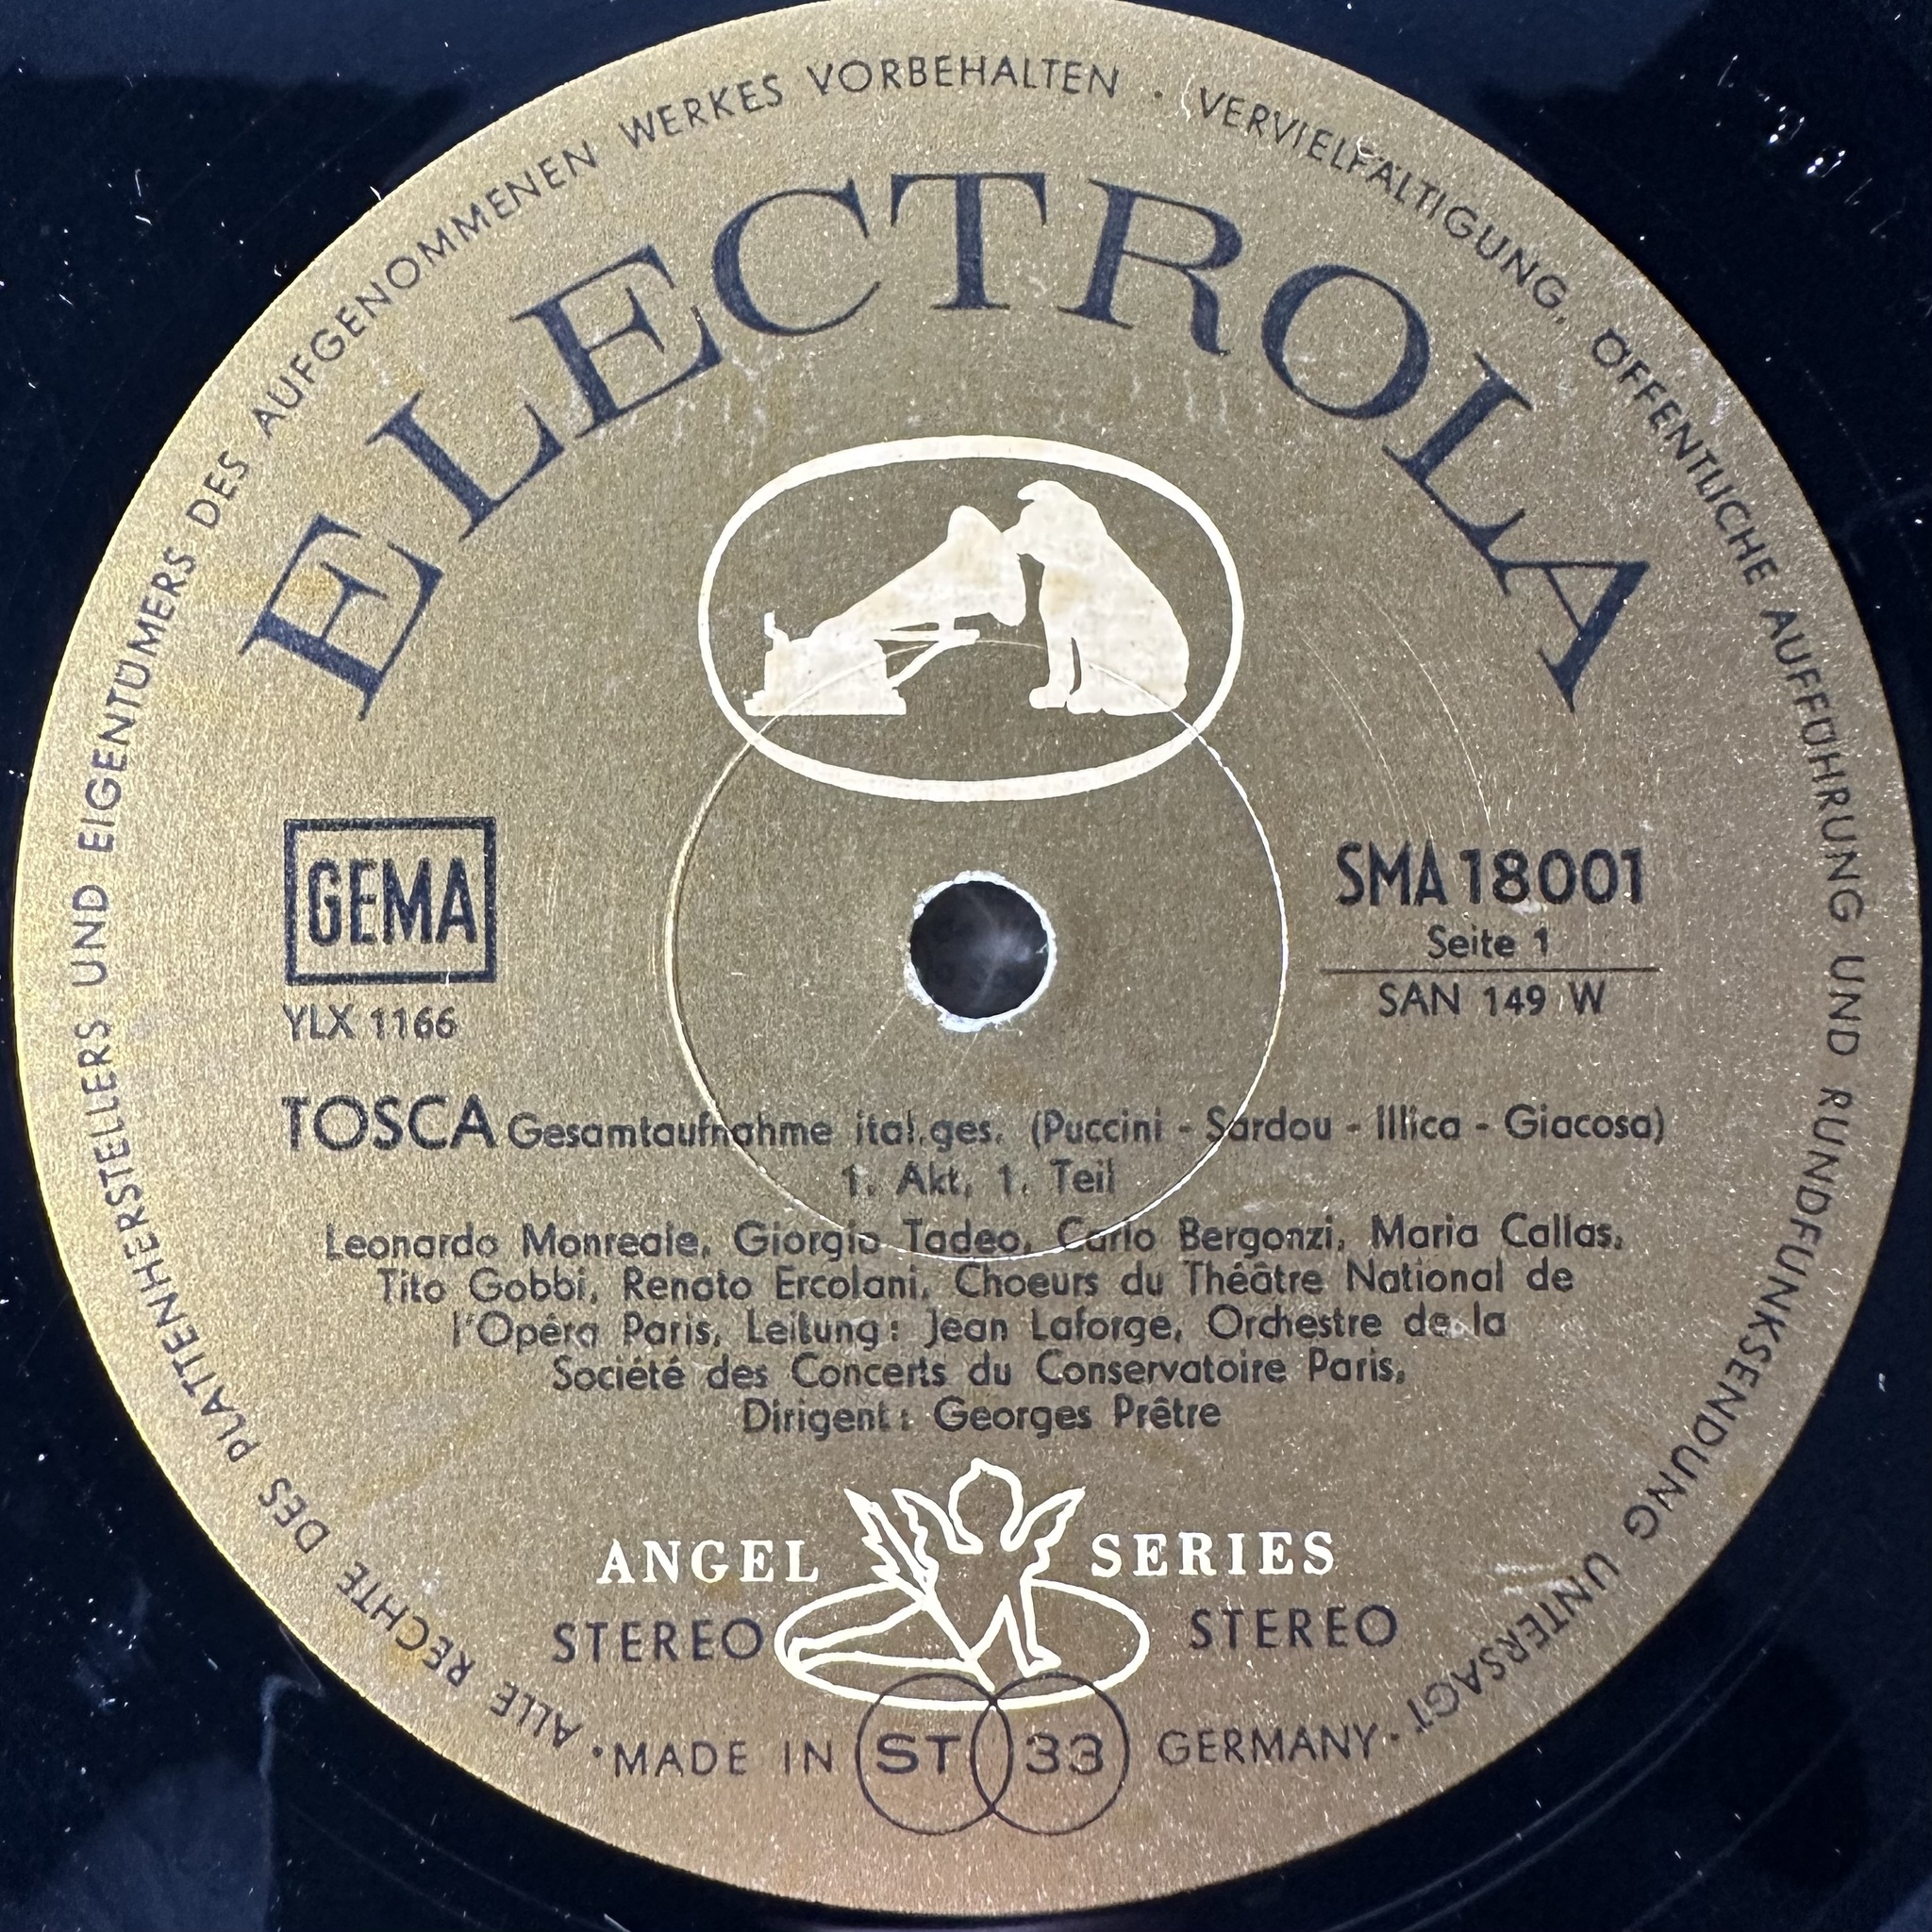 ALLE RECHTE DES PLATTENHERSTELLERS UND EIGENTÜMERS DES AUFGENOMMENEN WERKES VORBEHALTEN · VERVIELFÄLTIGUNG, ÖFFENTLICHE AUFFÜHRUNG UND RUNDFUNKSENDUNG UNTERSAGT
ELECTROLA
GEMA
YLX 1166
SMA 18001
Seite 1
SAN 149 W
TOSCA Gesamtaufnahme ital.ges. (Puccini - Sardou - Illica - Giacosa)
1. Akt, 1. Teil
Leonardo Monreale, Giorgio Tadeo, Carlo Bergonzi, Maria Callas,
Tito Gobbi, Renato Ercolani, Choeurs du Théâtre National de
l'Opéra Paris, Leitung: Jean Laforge, Orchestre de la
Société des Concerts du Conservatoire Paris,
Dirigent: Georges Prêtre
ANGEL SERIES
STEREO STEREO
· MADE IN ST 33 GERMANY ·